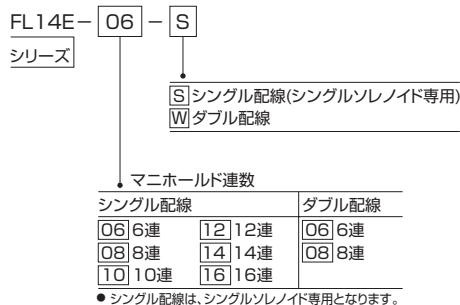 FL14E－06－S
シリーズ
Sシングル配線(シングルソレノイド専用)
Wダブル配線
マニホールド連数
シングル配線 ダブル配線
06 6連 12 12連 06 6連
08 8連 14 14連 08 8連
10 10連 16 16連
● シングル配線は、シングルソレノイド専用となります。